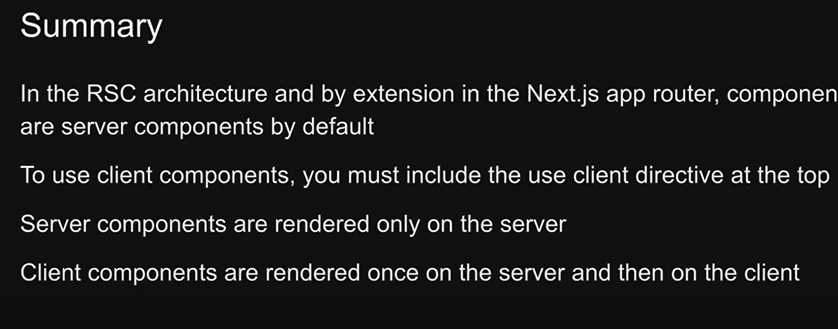 Summary
In the RSC architecture and by extension in the Next.js app router, componen
are server components by default
To use client components, you must include the use client directive at the top
Server components are rendered only on the server
Client components are rendered once on the server and then on the client